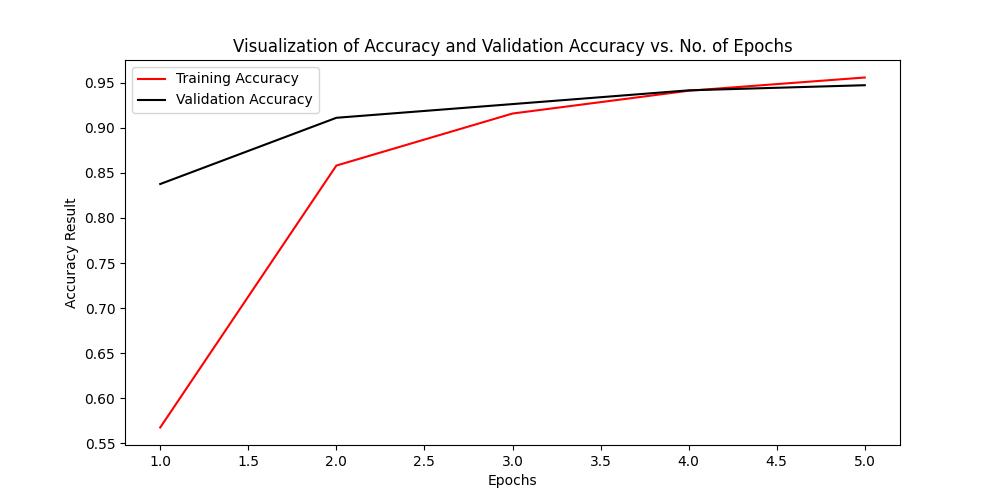 Visualization of Accuracy and Validation Accuracy vs. No. of Epochs
Training Accuracy
Validation Accuracy
0.95
0.90
0.85
0.80
0.75
0.70
0.65
0.60
0.55
Accuracy Result
1.0 1.5 2.0 2.5 3.0 3.5 4.0 4.5 5.0
Epochs